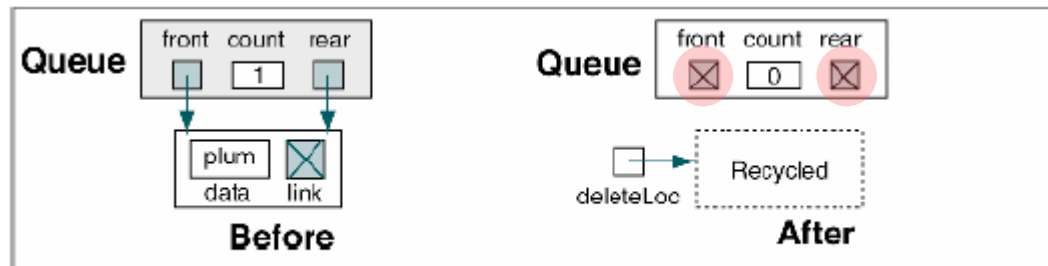 front count rear
Queue
1
plum
data link
Before
front count rear
Queue
0
Recycled
deleteLoc
After